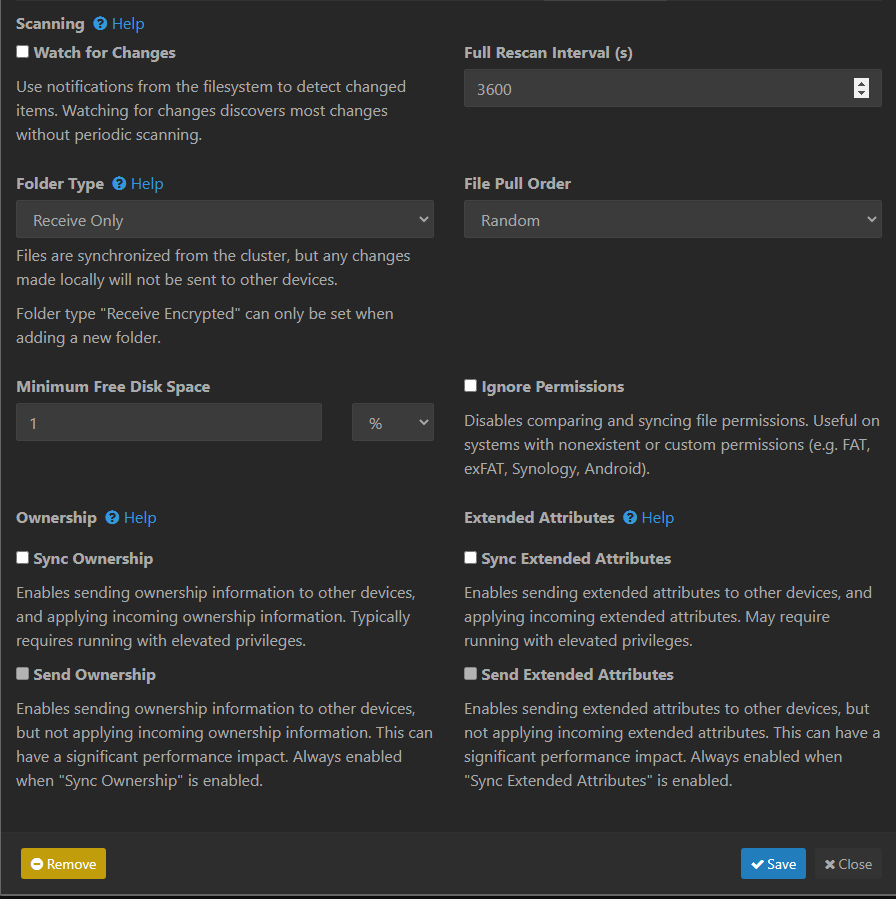 Scanning Help
Watch for Changes
Use notifications from the filesystem to detect changed
items. Watching for changes discovers most changes
without periodic scanning.
Full Rescan Interval (s)
3600
Folder Type Help
Receive Only
Files are synchronized from the cluster, but any changes
made locally will not be sent to other devices.
Folder type "Receive Encrypted" can only be set when
adding a new folder.
File Pull Order
Random
Minimum Free Disk Space
1
%
Ignore Permissions
Disables comparing and syncing file permissions. Useful on
systems with nonexistent or custom permissions (e.g. FAT,
exFAT, Synology, Android).
Ownership Help
Sync Ownership
Enables sending ownership information to other devices,
and applying incoming ownership information. Typically
requires running with elevated privileges.
Send Ownership
Enables sending ownership information to other devices,
but not applying incoming ownership information. This can
have a significant performance impact. Always enabled
when "Sync Ownership" is enabled.
Extended Attributes Help
Sync Extended Attributes
Enables sending extended attributes to other devices, and
applying incoming extended attributes. May require
running with elevated privileges.
Send Extended Attributes
Enables sending extended attributes to other devices, but
not applying incoming extended attributes. This can have a
significant performance impact. Always enabled when
"Sync Extended Attributes" is enabled.
Remove
Save
Close